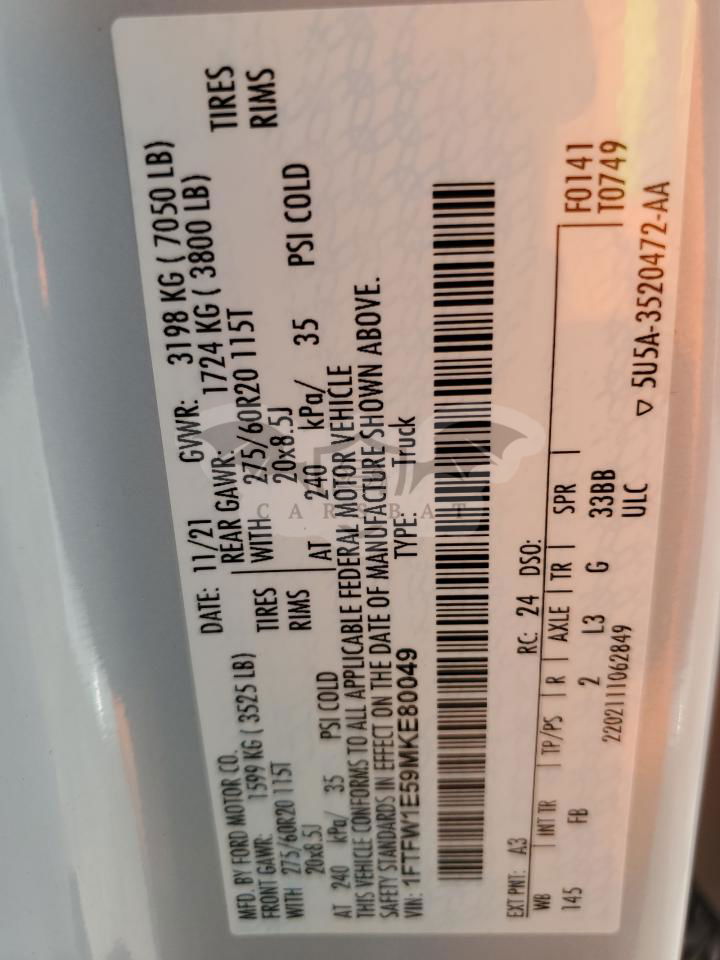 MFD. BY FORD MOTOR CO.
DATE: 11/21 GVWR: 3198 KG ( 7050 LB)
FRONT GAWR: 1599 KG ( 3525 LB)
REAR GAWR: 1724 KG ( 3800 LB)
WITH 275/60R20 115T TIRES
WITH 275/60R20 115T TIRES
20x8.5J RIMS
20x8.5J RIMS
AT 240 kPa/ 35 PSI COLD
AT 240 kPa/ 35 PSI COLD
THIS VEHICLE CONFORMS TO ALL APPLICABLE FEDERAL MOTOR VEHICLE
SAFETY STANDARDS IN EFFECT ON THE DATE OF MANUFACTURE SHOWN ABOVE.
VIN: 1FTFW1E59MKE80049 TYPE: Truck
EXT PNT: A3 RC: 24 DSO: F0141
T0749
WB INT TR TP/PS R AXLE TR SPR
145 FB 2 L3 G 33BB
2202111062849 ULC
▽ 5U5A-3520472-AA
CARSBAT